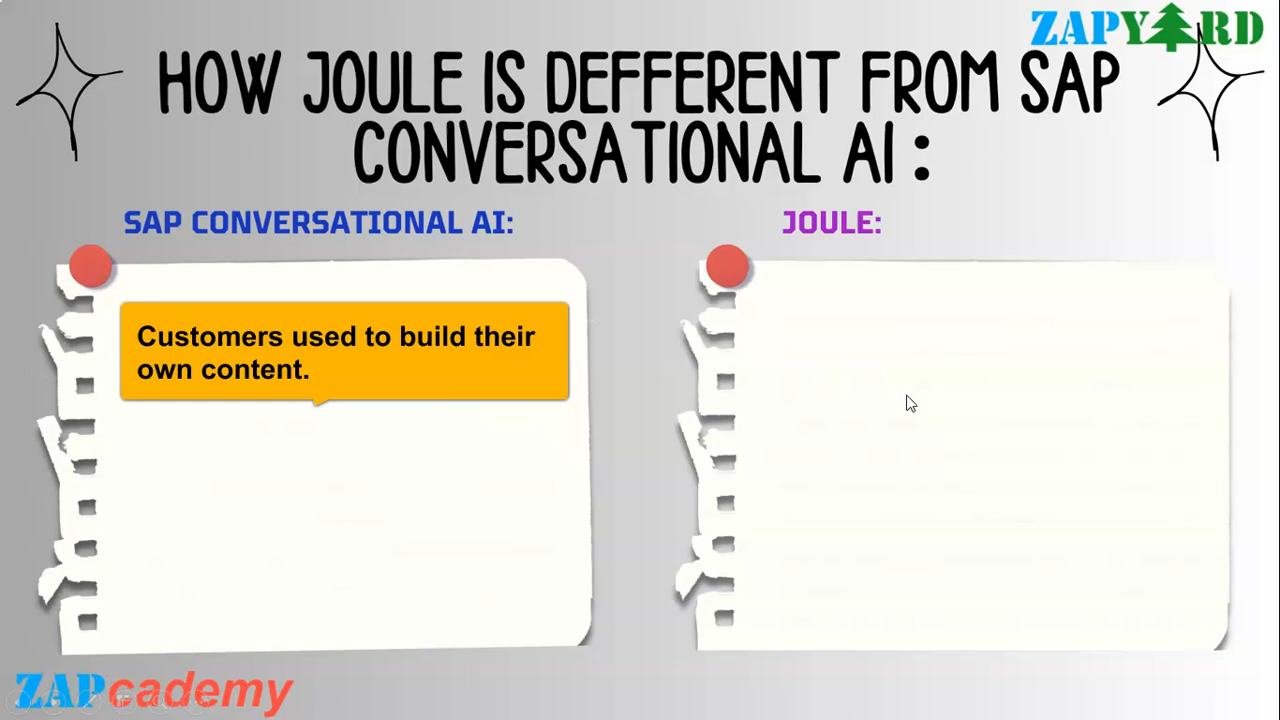 ZAPYARD
HOW JOULE IS DEFFERENT FROM SAP
CONVERSATIONAL AI :
SAP CONVERSATIONAL AI:
JOULE:
Customers used to build their
own content.
ZAPcademy